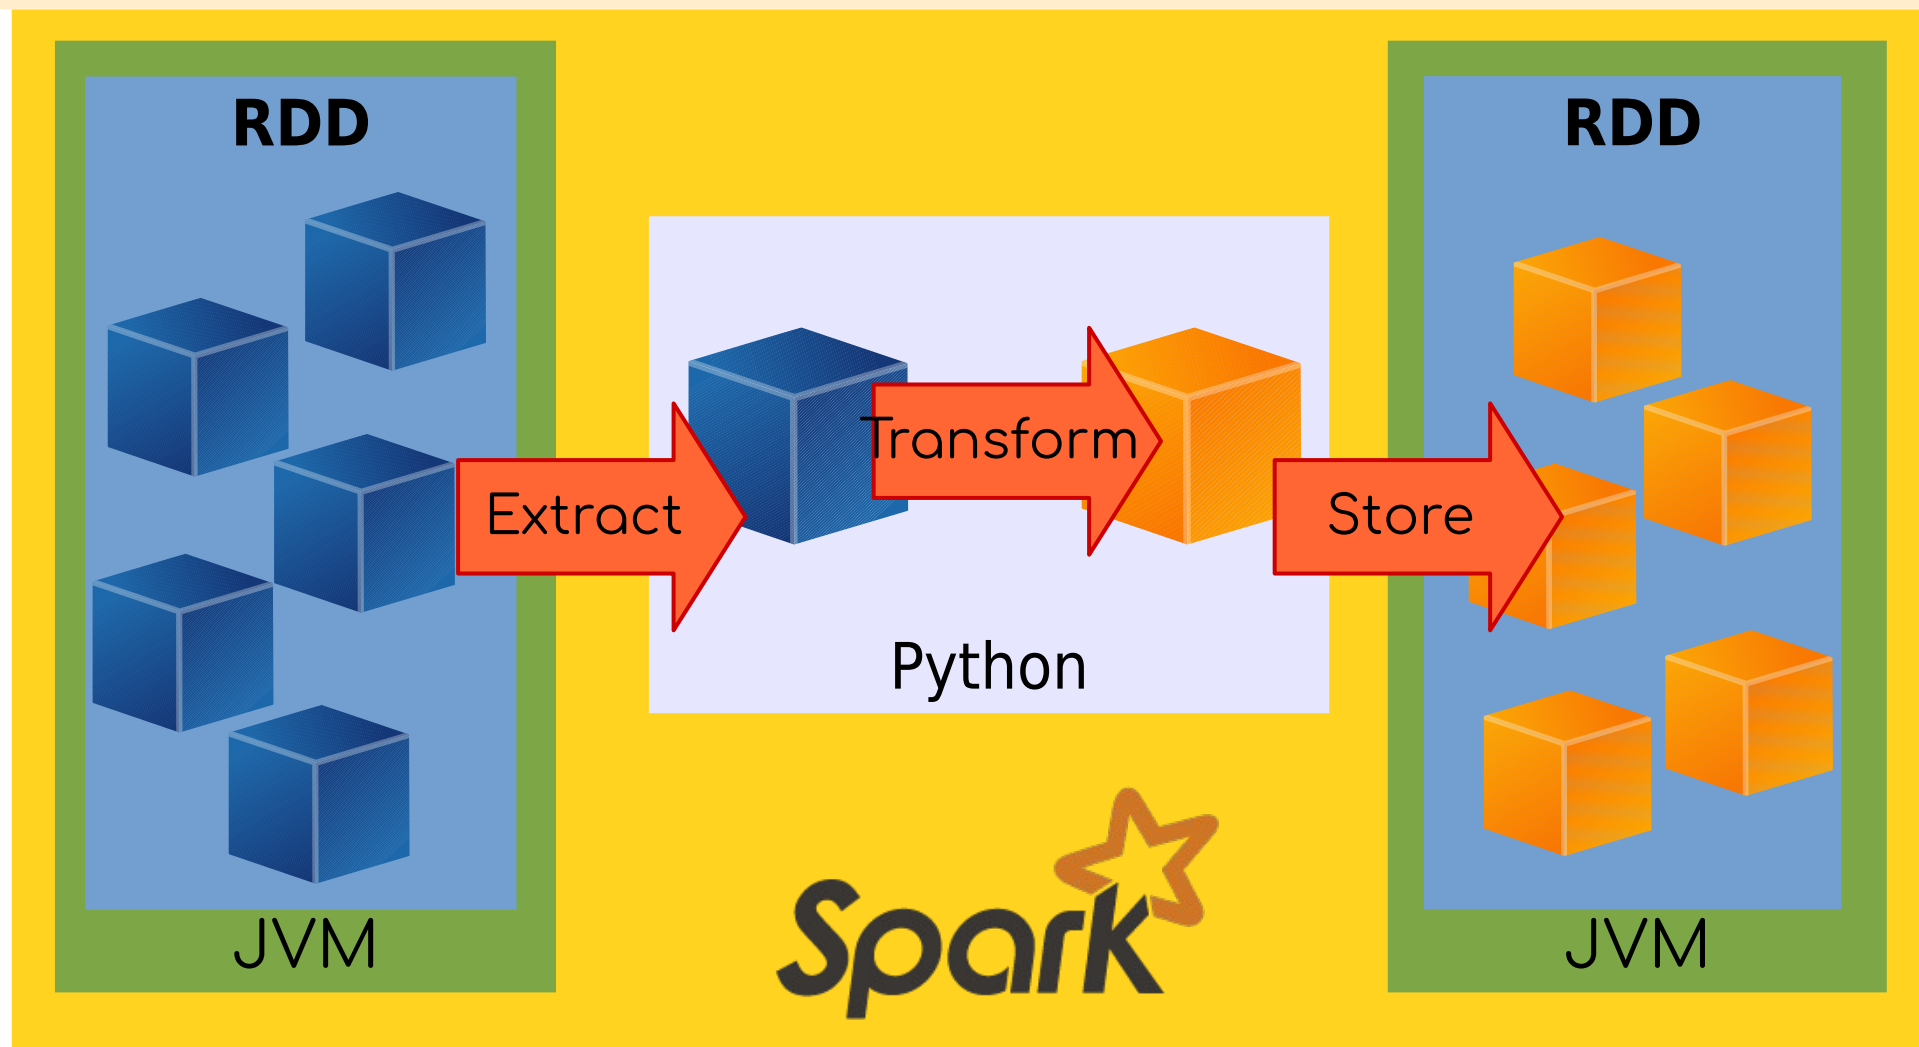 RDD
JVM
Extract
Transform
Python
Store
Spark
RDD
JVM